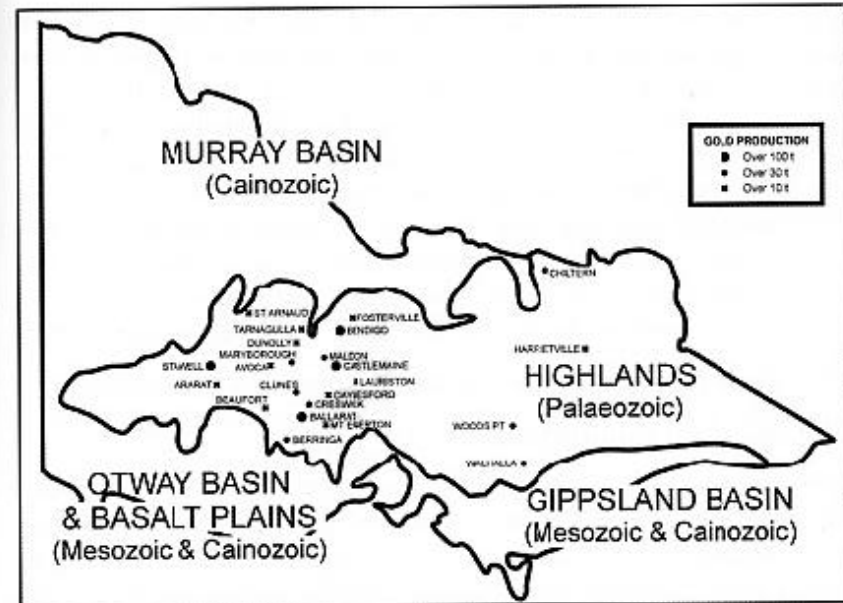 GOLD PRODUCTION
Over 100 t
Over 30 t
Over 10 t
MURRAY BASIN
(Cainozoic)
CHILTERN
ST ARNAUD
FOSTERVILLE
TARNAGULLA
BENDIGO
DUNOLLY
HARRIETVILLE
MARYBOROUGH
MALDON
STAWELL
AVOCA
CASTLEMAINE
HIGHLANDS
(Palaeozoic)
ARARAT
CLUNES
LAURISTON
DAYLESFORD
BEAUFORT
CRESWICK
BALLARAT
MT EGERTON
WOODS PT
BERRINGA
WALHALLA
OTWAY BASIN
& BASALT PLAINS
(Mesozoic & Cainozoic)
GIPPSLAND BASIN
(Mesozoic & Cainozoic)